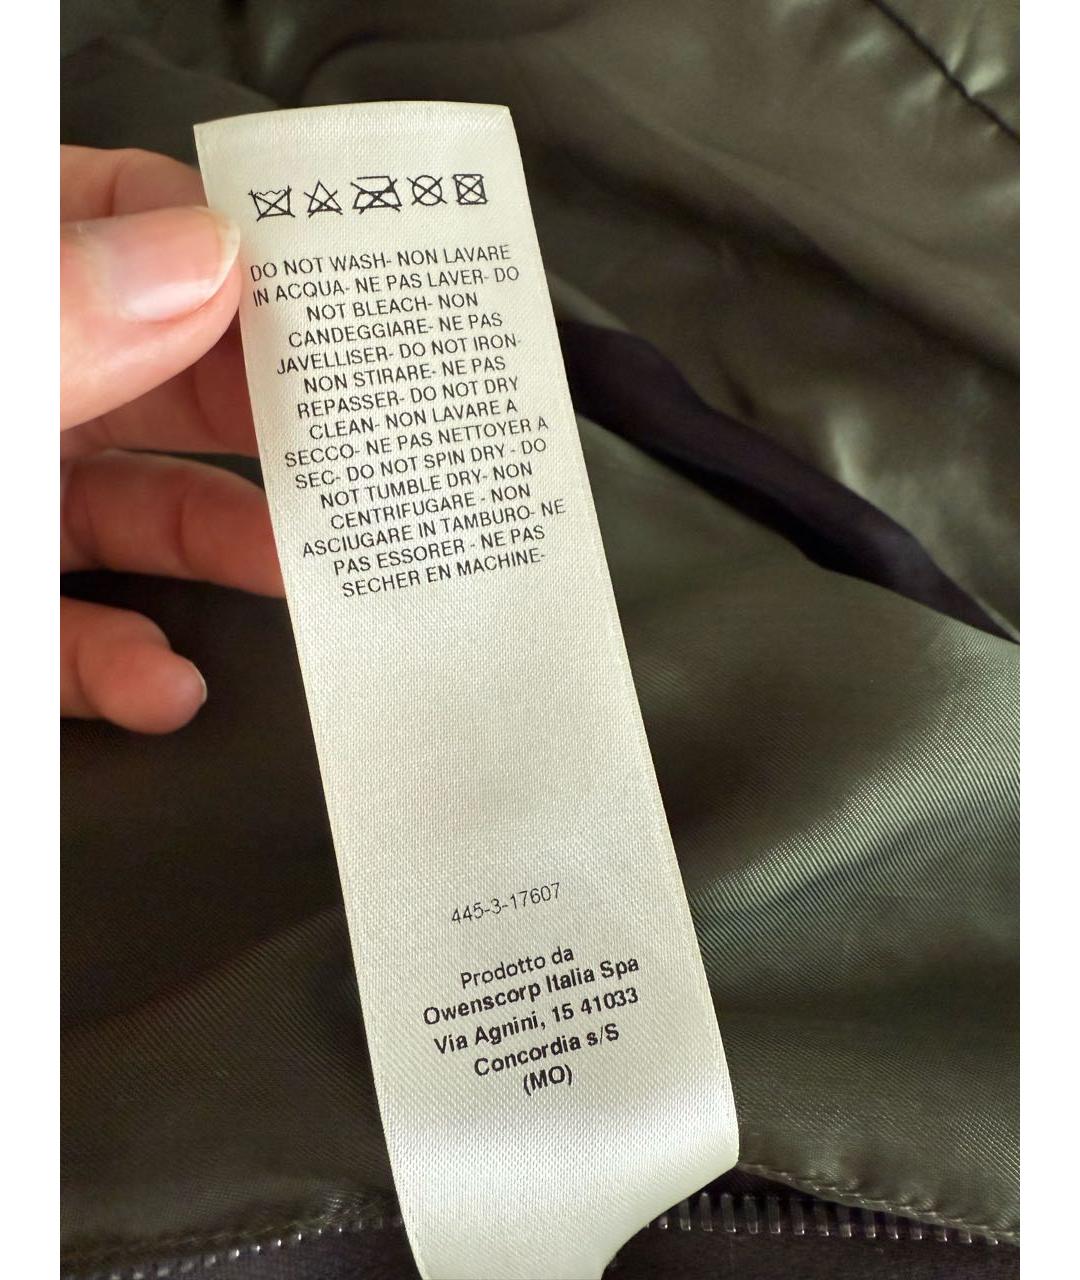 DO NOT WASH- NON LAVARE
IN ACQUA- NE PAS LAVER- DO
NOT BLEACH- NON
CANDEGGIARE- NE PAS
JAVELLISER- DO NOT IRON-
NON STIRARE- NE PAS
REPASSER- DO NOT DRY
CLEAN- NON LAVARE A
SECCO- NE PAS NETTOYER A
SEC- DO NOT SPIN DRY - DO
NOT TUMBLE DRY- NON
CENTRIFUGARE - NON
ASCIUGARE IN TAMBURO- NE
PAS ESSORER - NE PAS
SECHER EN MACHINE-
445-3-17607
Prodotto da
Owenscorp Italia Spa
Via Agnini, 15 41033
Concordia s/S
(MO)